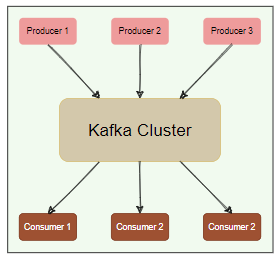 Producer 1
Producer 2
Producer 3
Kafka Cluster
Consumer 1
Consumer 2
Consumer 2